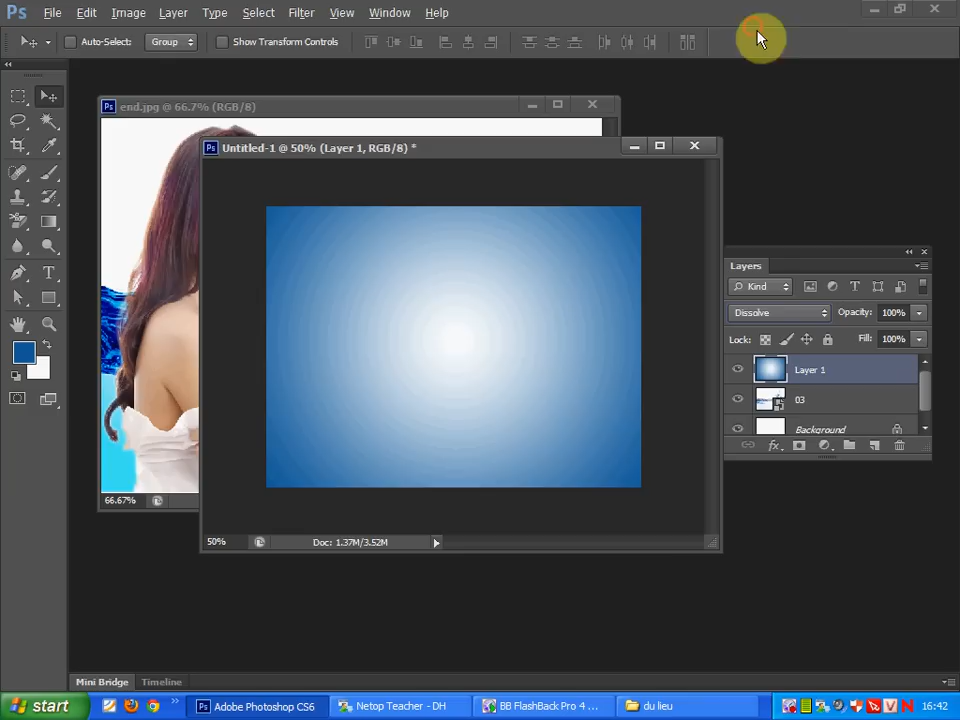 Ps File Edit Image Layer Type Select Filter View Window Help
Auto-Select: Group Show Transform Controls
Ps end.jpg @ 66.7% (RGB/8)
Ps Untitled-1 @ 50% (Layer 1, RGB/8) *
Layers
Kind
Dissolve Opacity: 100%
Lock: Fill: 100%
Layer 1
03
Background
66.67%
50% Doc: 1.37M/3.52M
Mini Bridge Timeline
start Ps Adobe Photoshop CS6 Netop Teacher - DH BB FlashBack Pro 4 ... du lieu 16:42